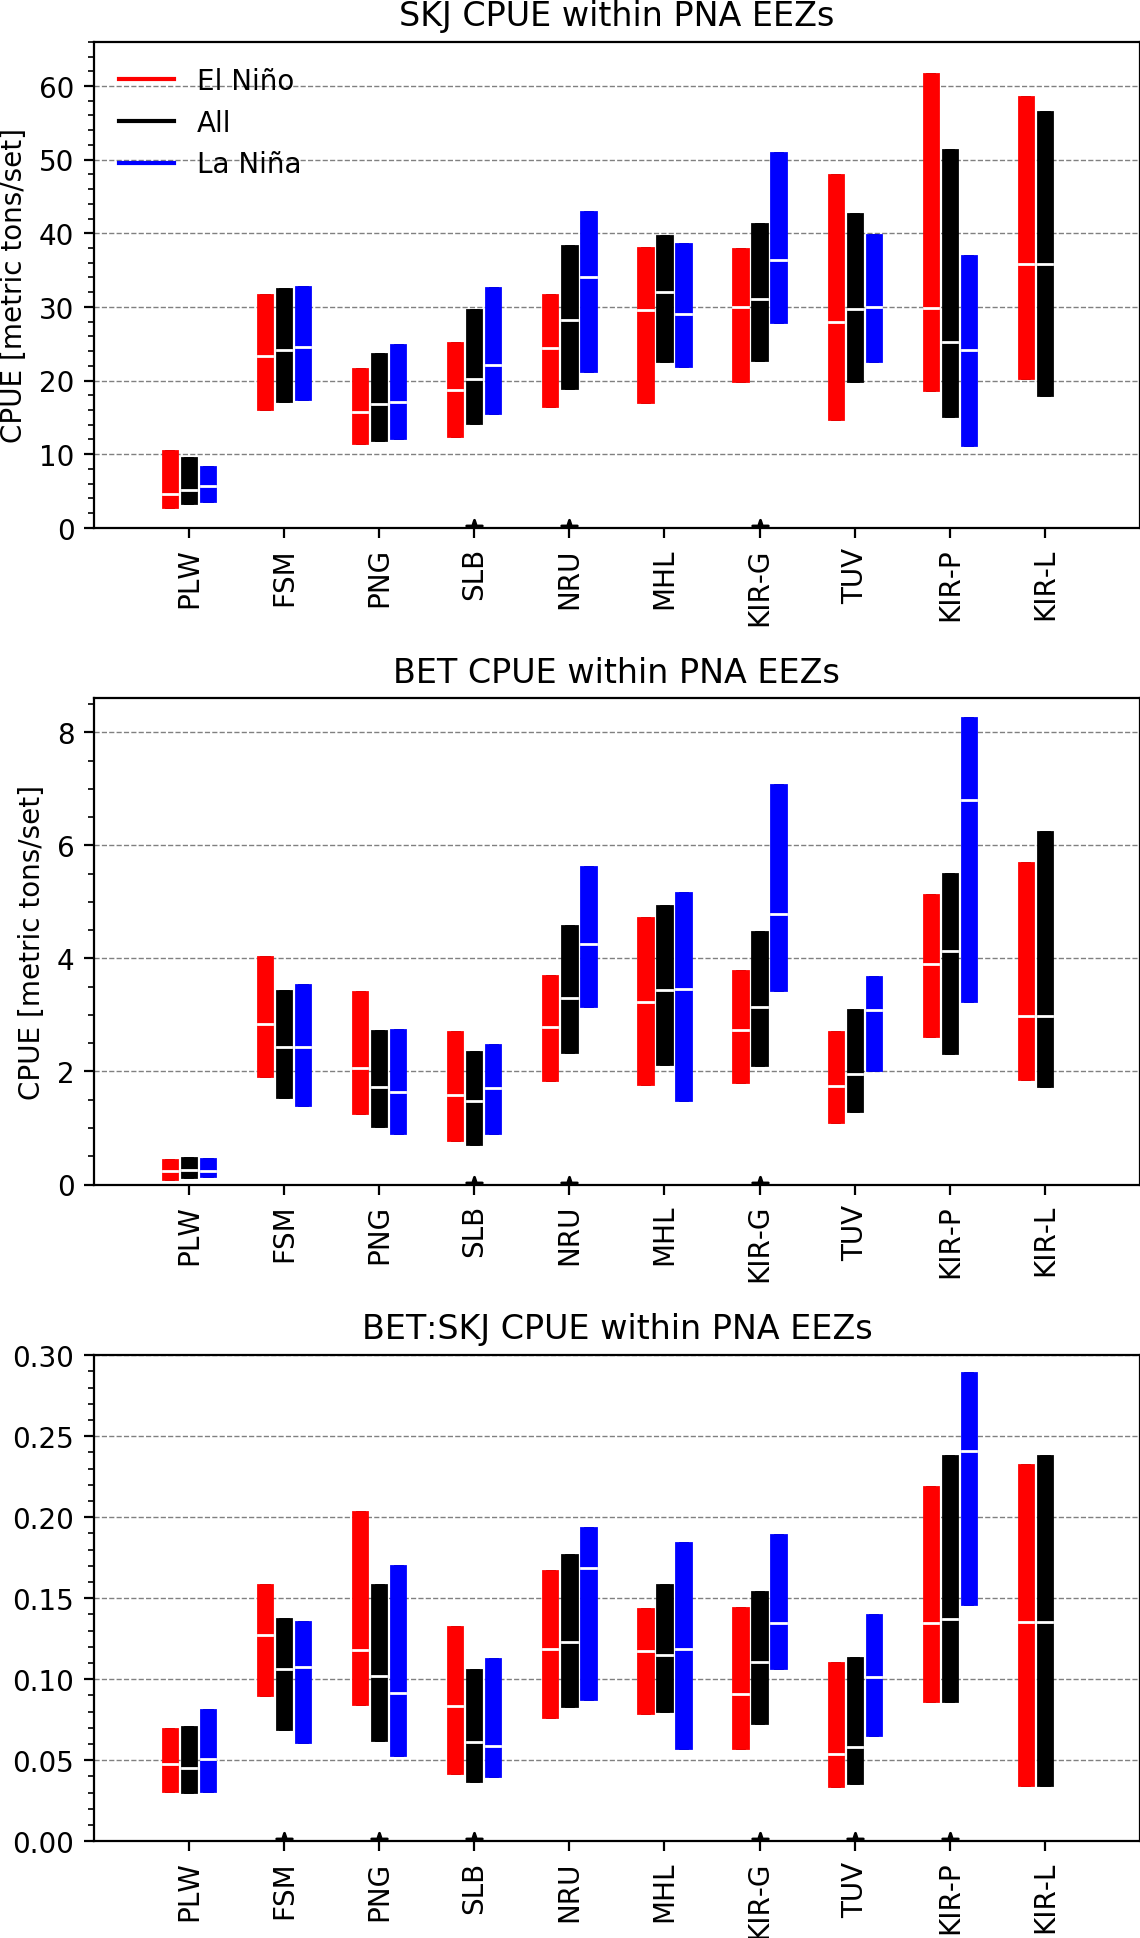 SKJ CPUE within PNA EEZs
CPUE [metric tons/set]
60
50
40
30
20
10
0
El Niño
All
La Niña
PLW
FSM
PNG
SLB
NRU
MHL
KIR-G
TUV
KIR-P
KIR-L
BET CPUE within PNA EEZs
CPUE [metric tons/set]
8
6
4
2
0
PLW
FSM
PNG
SLB
NRU
MHL
KIR-G
TUV
KIR-P
KIR-L
BET:SKJ CPUE within PNA EEZs
0.30
0.25
0.20
0.15
0.10
0.05
0.00
PLW
FSM
PNG
SLB
NRU
MHL
KIR-G
TUV
KIR-P
KIR-L